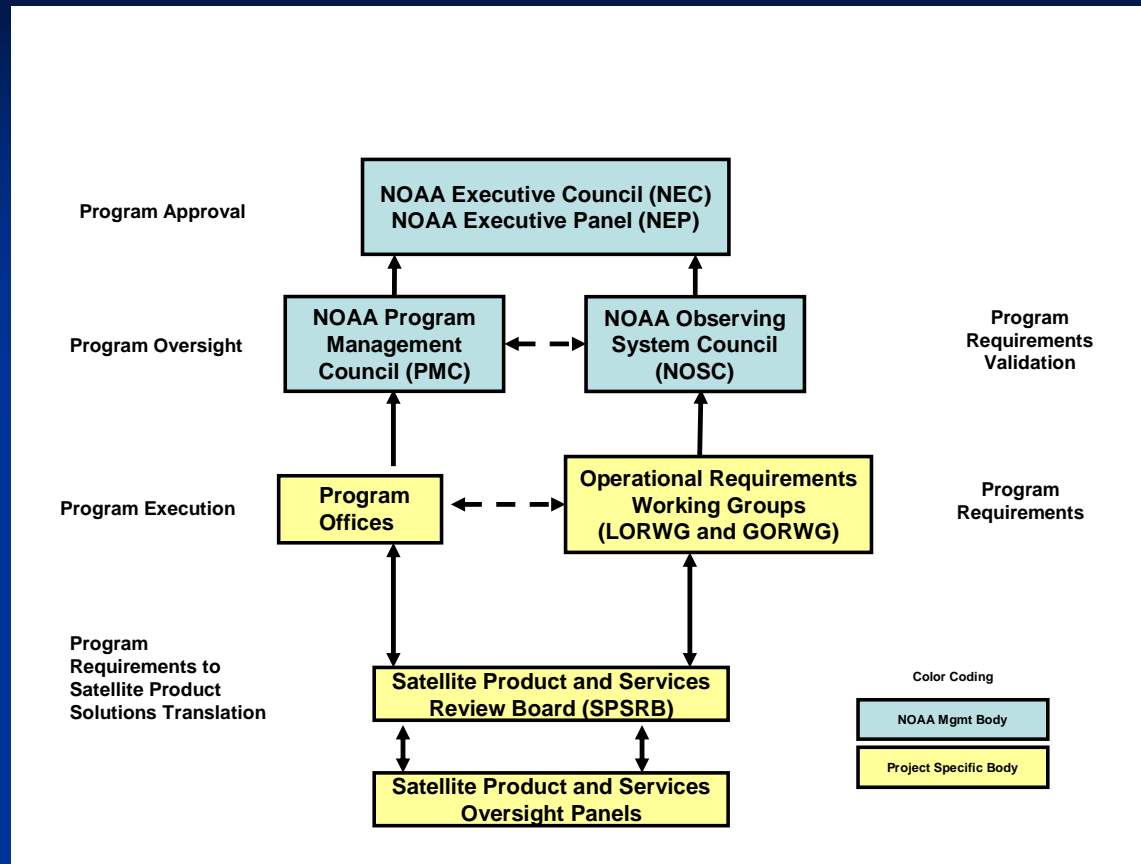 Program Approval
NOAA Executive Council (NEC)
NOAA Executive Panel (NEP)
Program Oversight
NOAA Program
Management
Council (PMC)
NOAA Observing
System Council
(NOSC)
Program
Requirements
Validation
Program Execution
Program
Offices
Operational Requirements
Working Groups
(LORWG and GORWG)
Program
Requirements
Program
Requirements to
Satellite Product
Solutions Translation
Satellite Product and Services
Review Board (SPSRB)
Satellite Product and Services
Oversight Panels
Color Coding
NOAA Mgmt Body
Project Specific Body